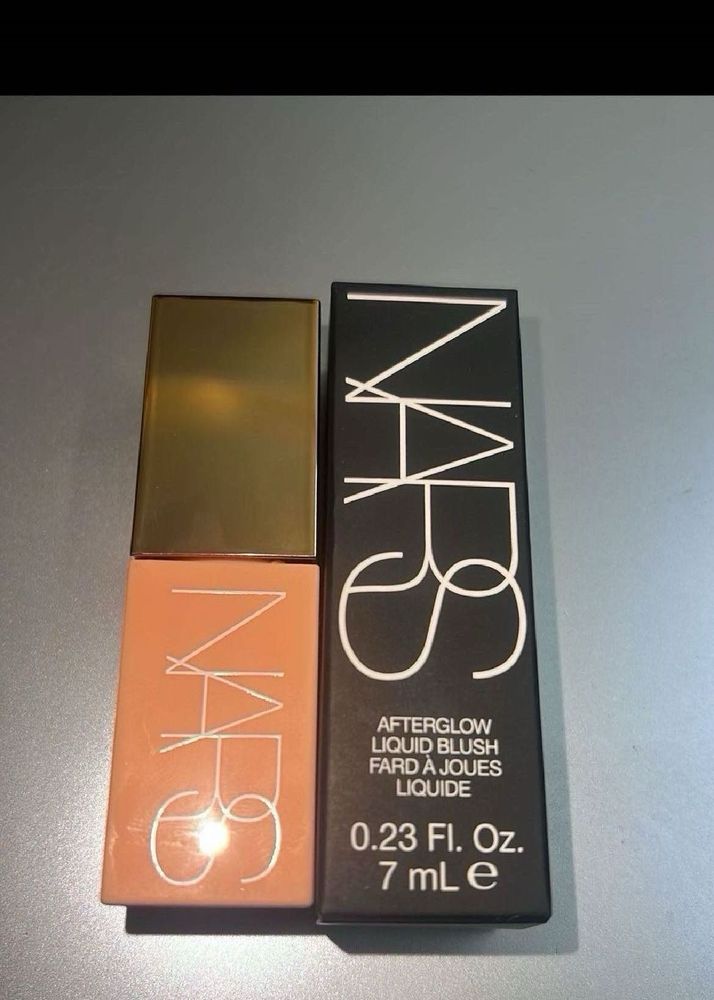 NARS
NARS
AFTERGLOW
LIQUID BLUSH
FARD À JOUES
LIQUIDE
0.23 Fl. Oz.
7 mL e